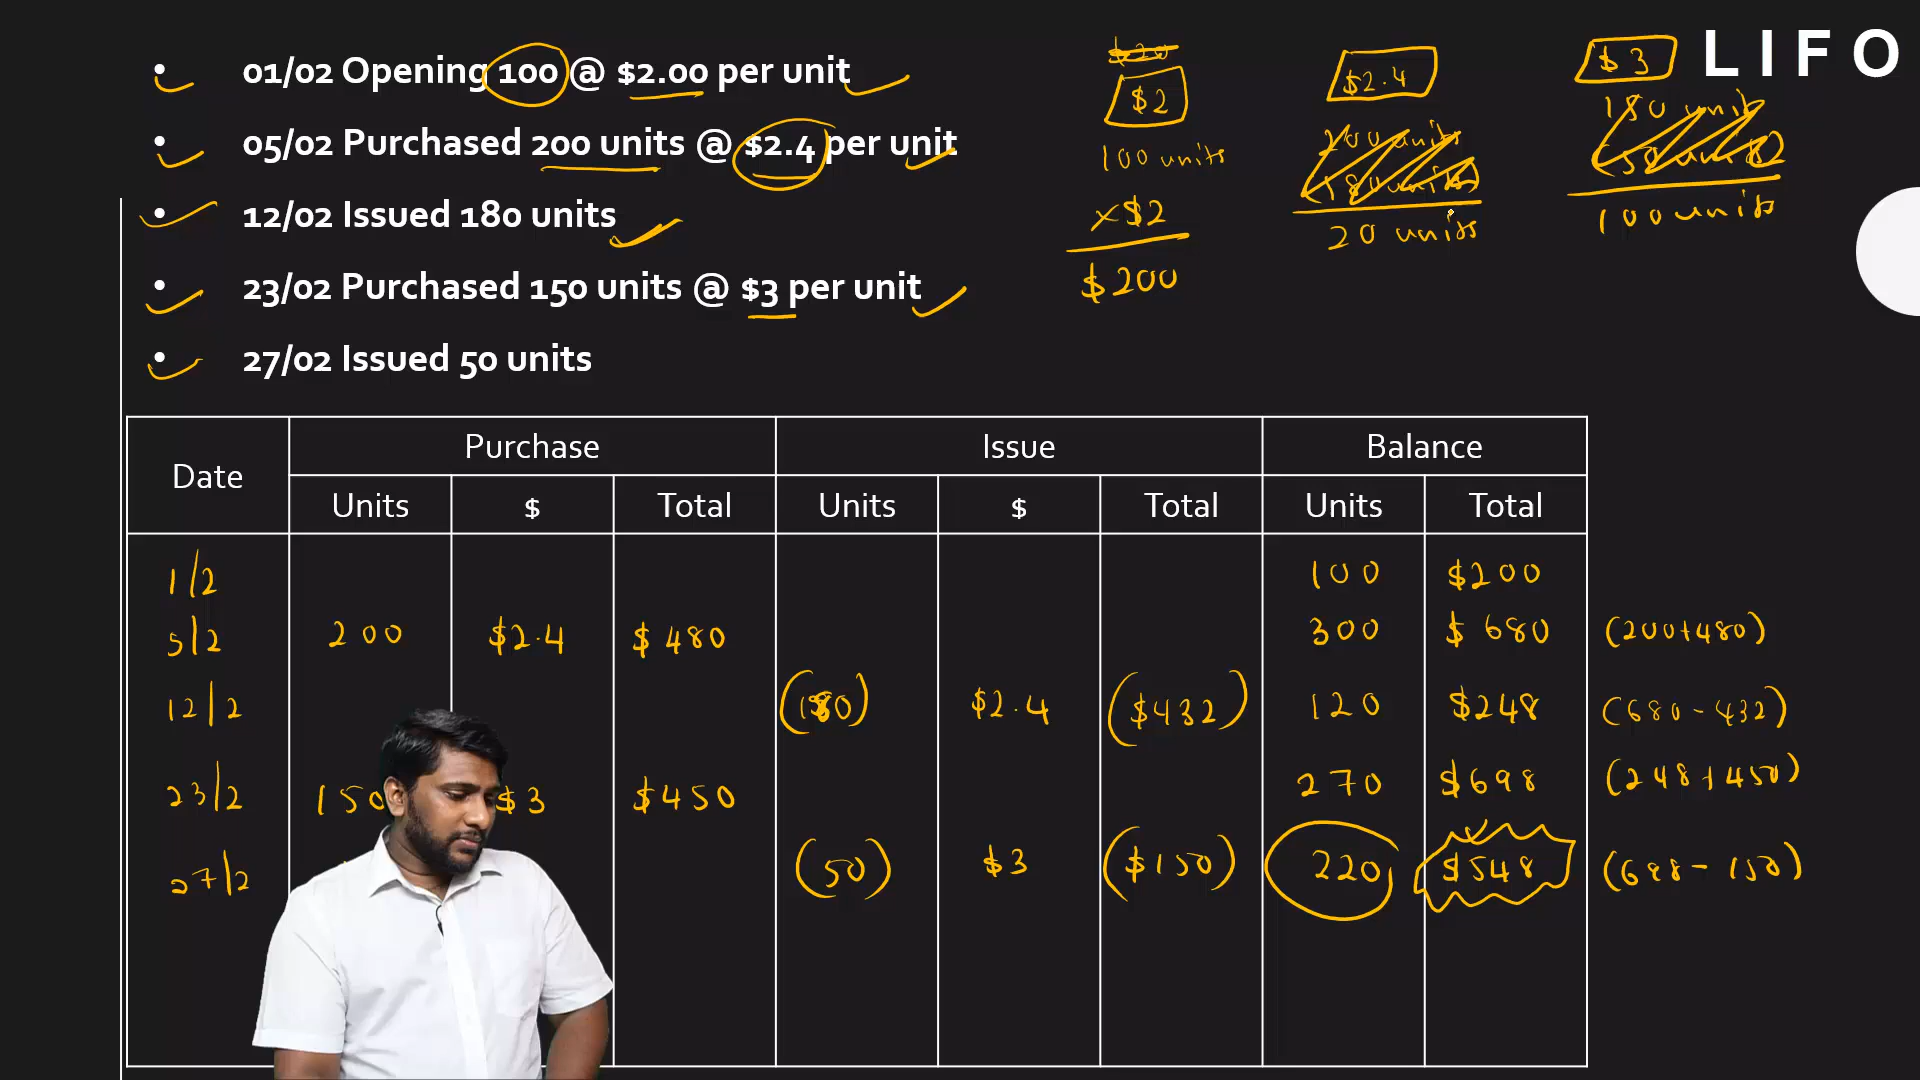 LIFO
• 01/02 Opening 100 @ $2.00 per unit
• 05/02 Purchased 200 units @ $2.4 per unit
• 12/02 Issued 180 units
• 23/02 Purchased 150 units @ $3 per unit
• 27/02 Issued 50 units
$2
100 units
×$2
$200
$2.4
200 units
(180 units)
20 units
$3
100 units
Date Purchase Issue Balance
Units $ Total Units $ Total Units Total
1/2 100 $200
5/2 200 $2.4 $480 300 $680 (200+480)
12/2 (180) $2.4 ($432) 120 $248 (680-432)
23/2 150 $3 $450 270 $698 (248+450)
27/2 (50) $3 ($150) 220 $548 (698-150)